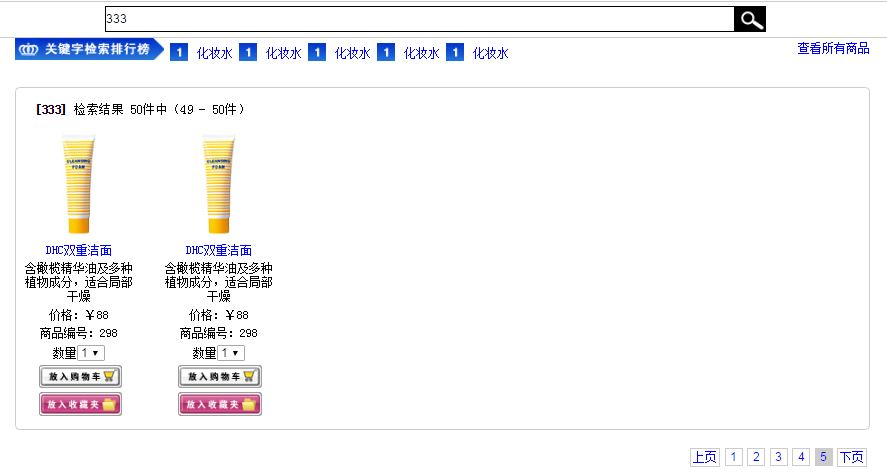 333
关键字检索排行榜 1 化妆水 1 化妆水 1 化妆水 1 化妆水 1 化妆水 查看所有商品
[333] 检索结果 50件中（49 - 50件）
CLEANSING FOAM
CLEANSING FOAM
DHC双重洁面
含橄榄精华油及多种
植物成分，适合局部
干燥
价格：￥88
商品编号：298
数量 1
放入购物车
放入收藏夹
DHC双重洁面
含橄榄精华油及多种
植物成分，适合局部
干燥
价格：￥88
商品编号：298
数量 1
放入购物车
放入收藏夹
上页 1 2 3 4 5 下页